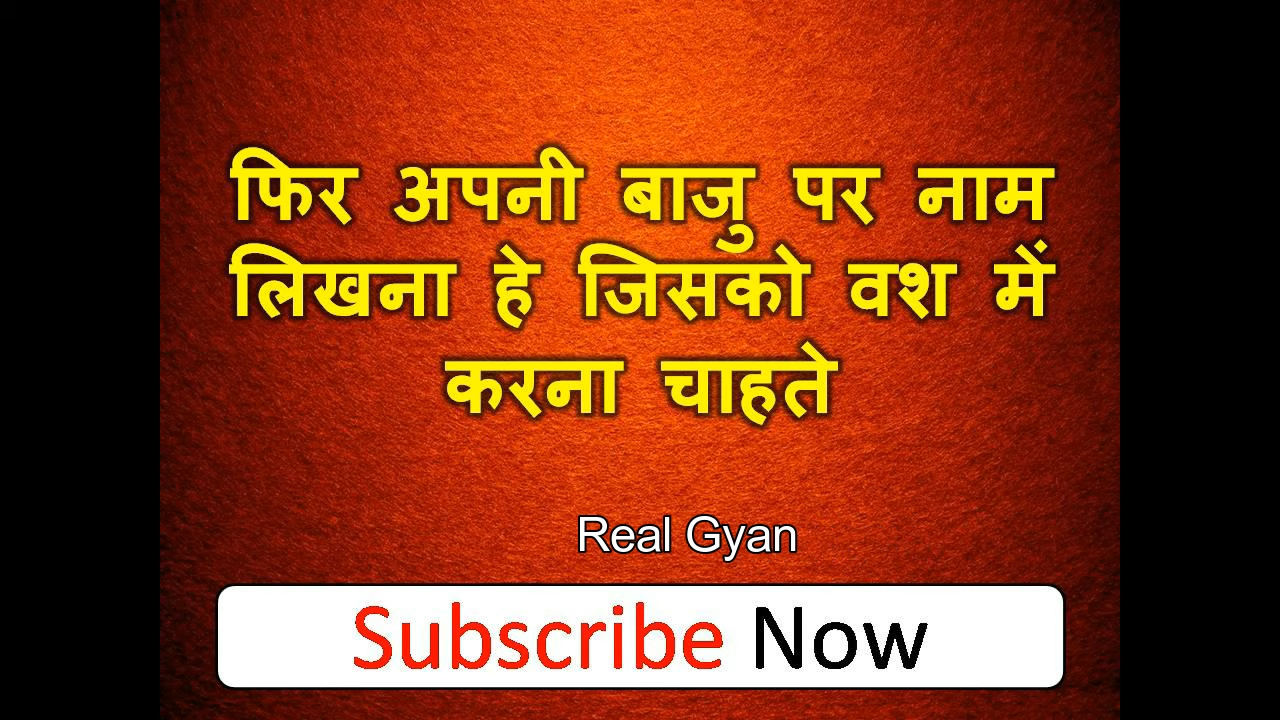 फिर अपनी बाजु पर नाम
लिखना हे जिसको वश में
करना चाहते
Real Gyan
Subscribe Now